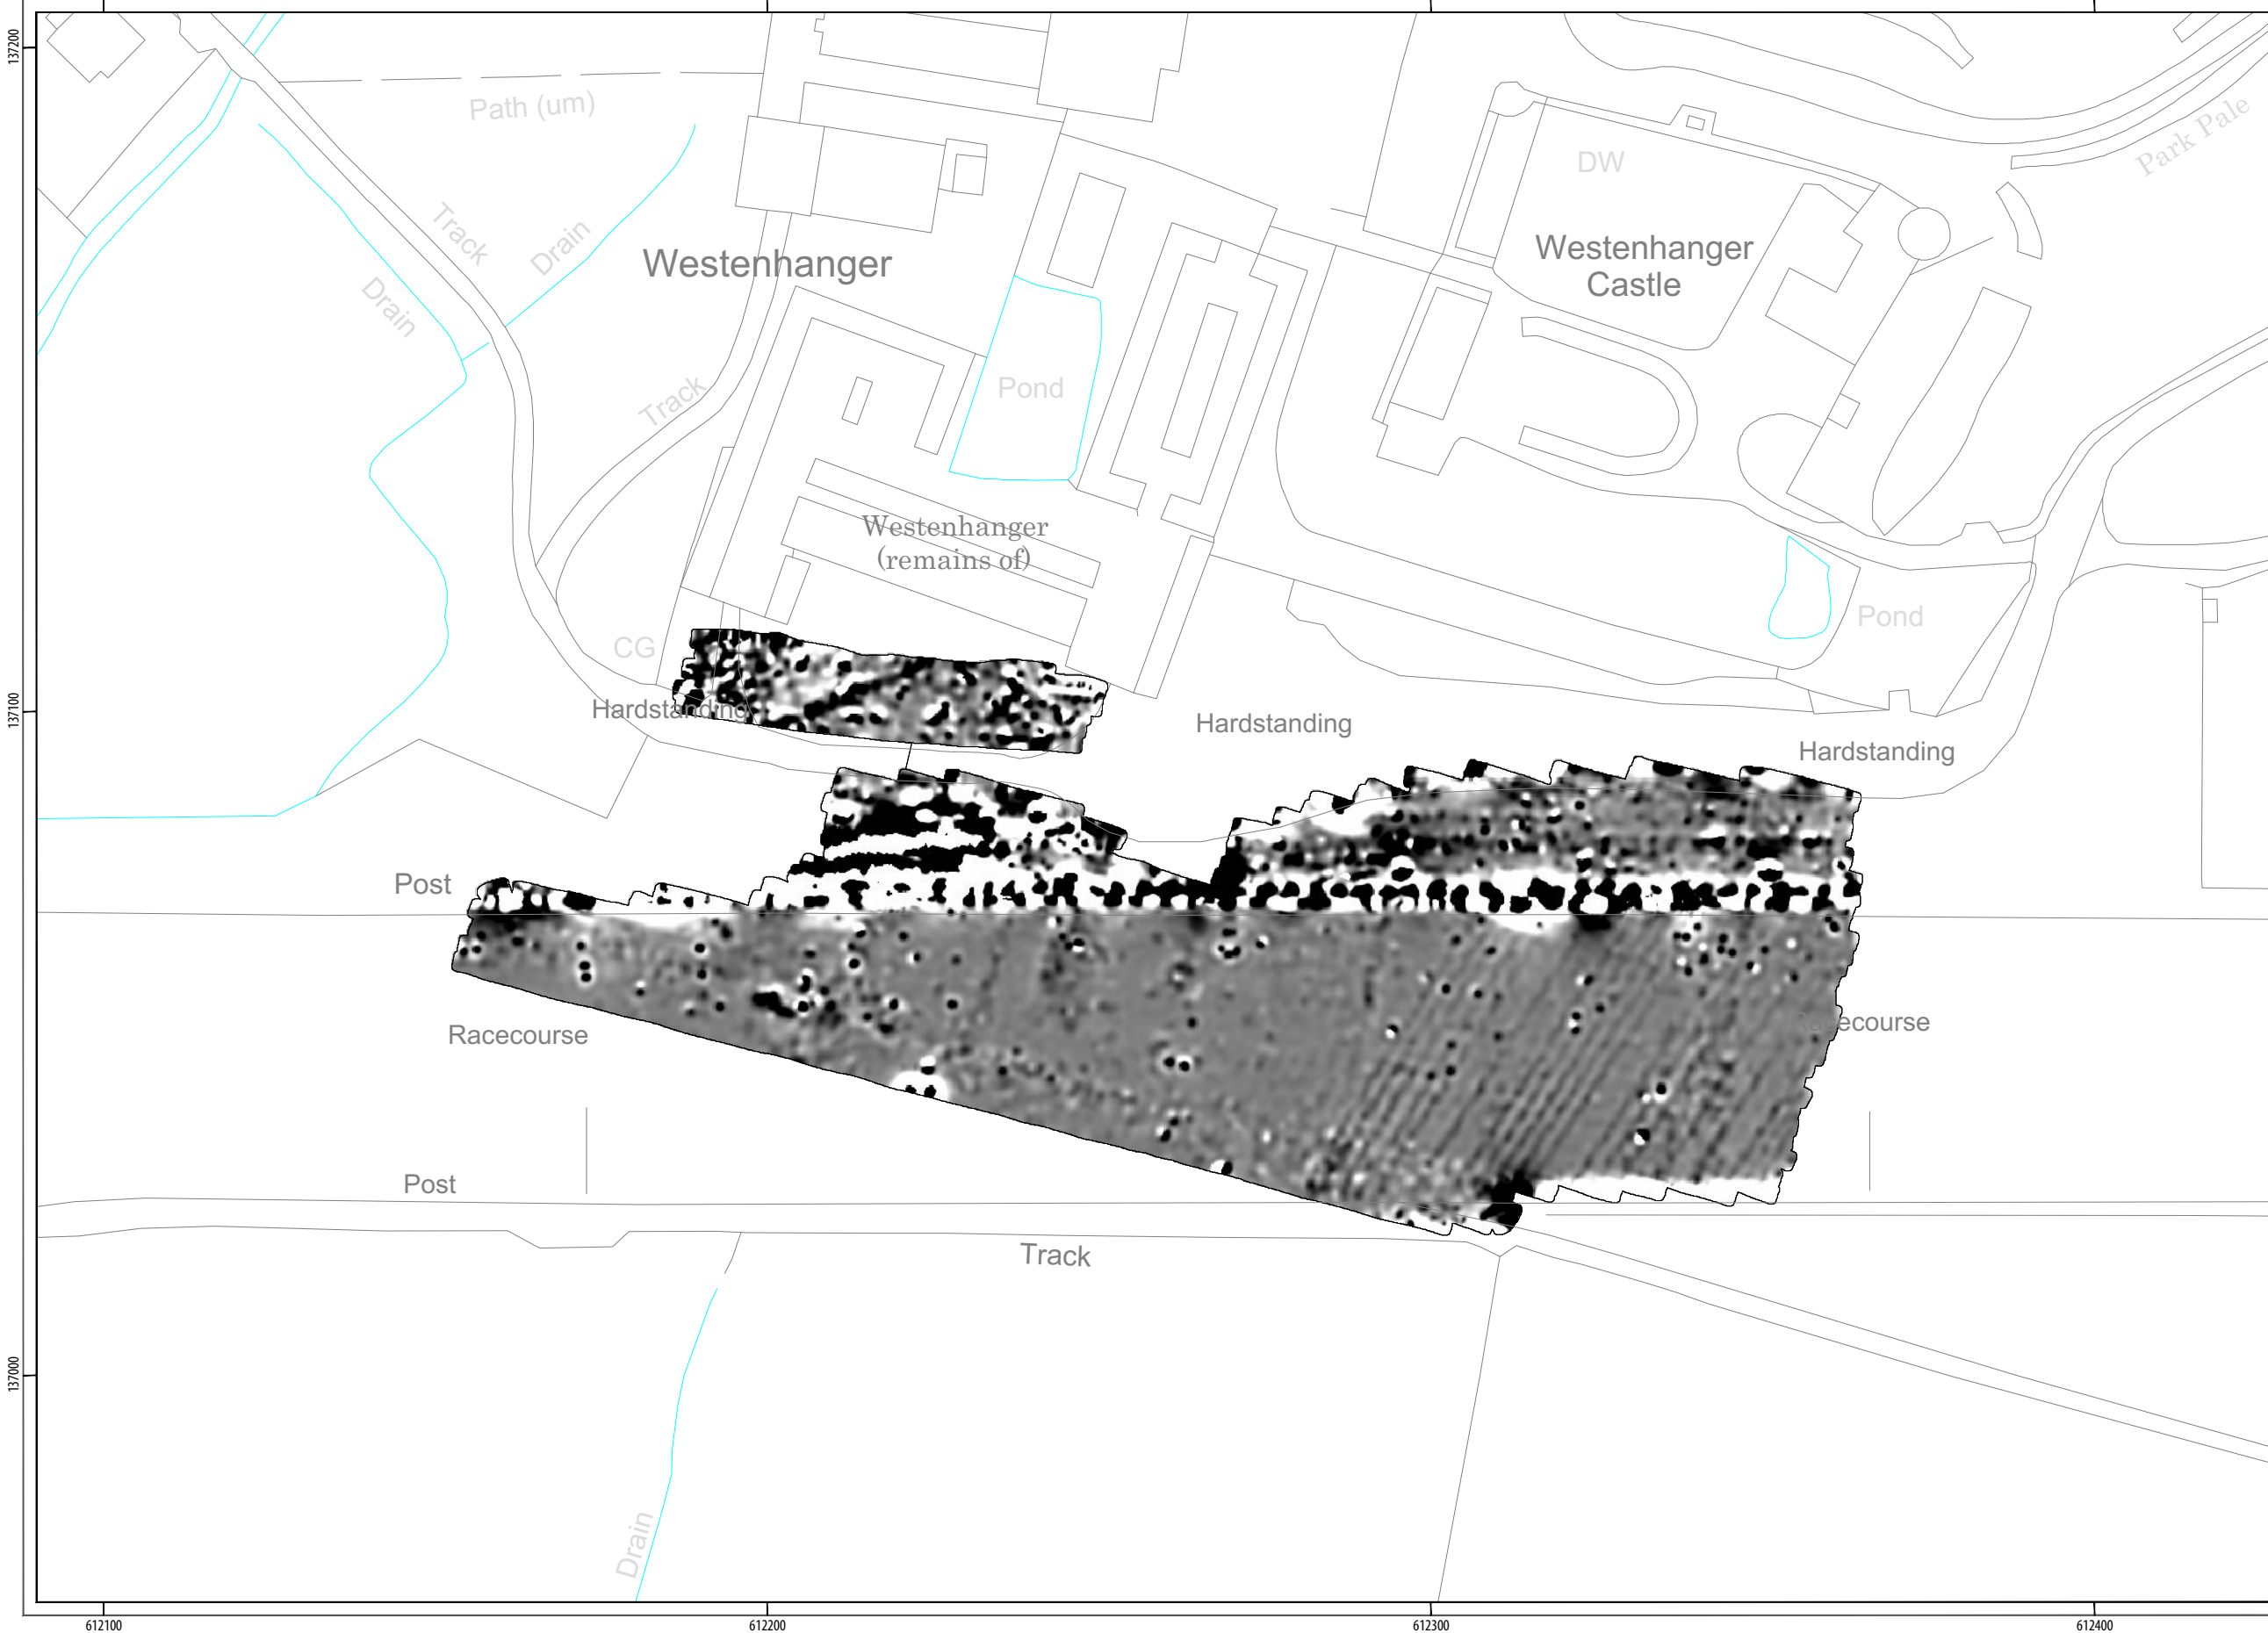 137200
Path (um)
Park Pale
DW
Track
Drain
Westenhanger
Westenhanger
Castle
Drain
Pond
Track
Westenhanger
(remains of)
Pond
CG
137100
Hardstanding
Hardstanding
Hardstanding
Post
Racecourse
Racecourse
Post
Track
137000
Drain
612100
612200
612300
612400